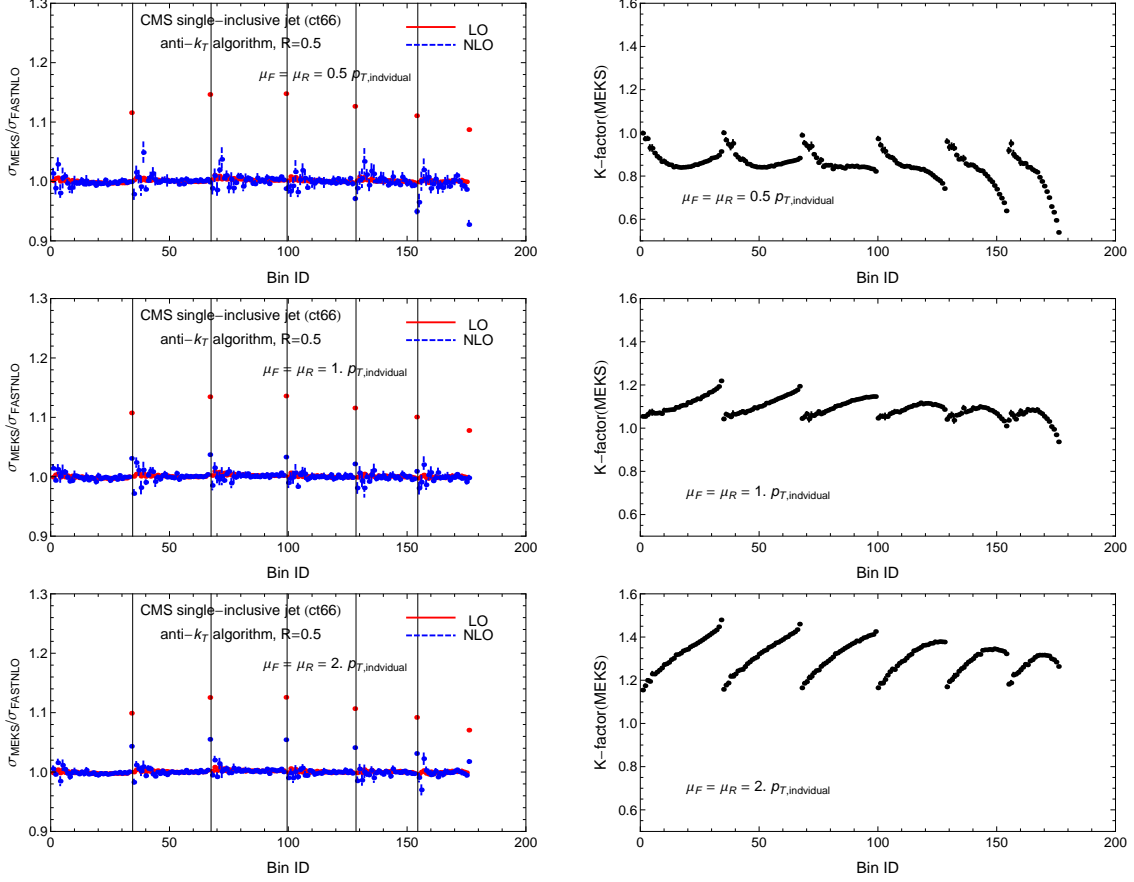 CMS single-inclusive jet (ct66)
anti-k_T algorithm, R=0.5
LO
NLO
μ_F = μ_R = 0.5 p_T,indvidual
σ_MEKS/σ_FASTNLO
1.3
1.2
1.1
1.0
0.9
0 50 100 150 200
Bin ID
K-factor(MEKS)
1.6
1.4
1.2
1.0
0.8
0.6
μ_F = μ_R = 0.5 p_T,indvidual
0 50 100 150 200
Bin ID
CMS single-inclusive jet (ct66)
anti-k_T algorithm, R=0.5
LO
NLO
μ_F = μ_R = 1. p_T,indvidual
σ_MEKS/σ_FASTNLO
1.3
1.2
1.1
1.0
0.9
0 50 100 150 200
Bin ID
K-factor(MEKS)
1.6
1.4
1.2
1.0
0.8
0.6
μ_F = μ_R = 1. p_T,indvidual
0 50 100 150 200
Bin ID
CMS single-inclusive jet (ct66)
anti-k_T algorithm, R=0.5
LO
NLO
μ_F = μ_R = 2. p_T,indvidual
σ_MEKS/σ_FASTNLO
1.3
1.2
1.1
1.0
0.9
0 50 100 150 200
Bin ID
K-factor(MEKS)
1.6
1.4
1.2
1.0
0.8
0.6
μ_F = μ_R = 2. p_T,indvidual
0 50 100 150 200
Bin ID